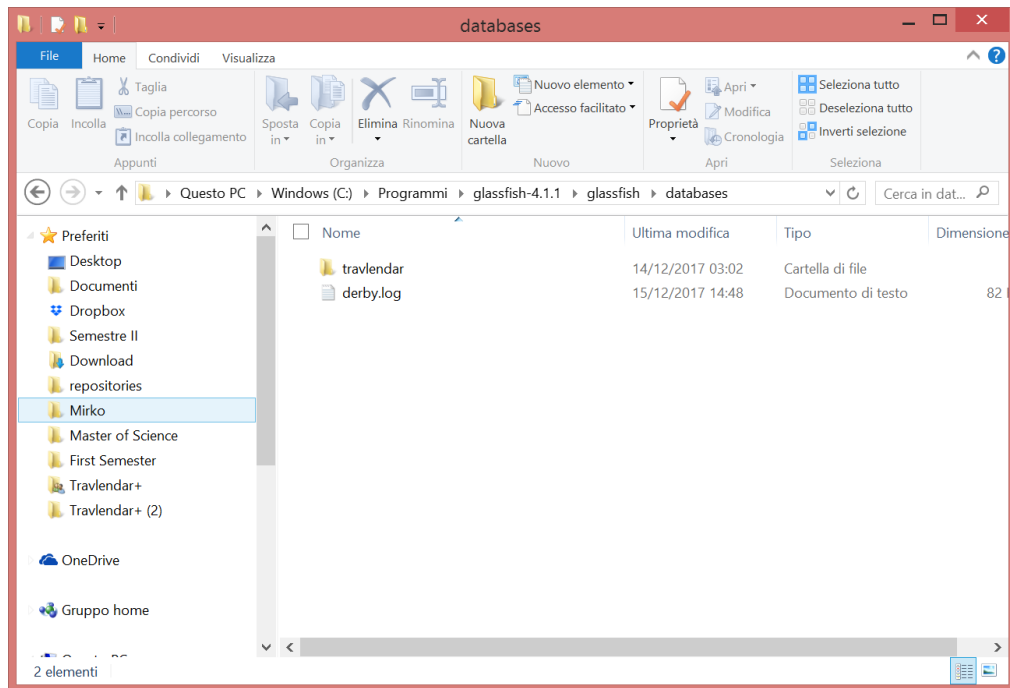 databases
File Home Condividi Visualizza
Copia Incolla Taglia Copia percorso Incolla collegamento
Appunti
Sposta in Copia in Elimina Rinomina
Organizza
Nuova cartella Nuovo elemento Accesso facilitato
Nuovo
Proprietà Apri Modifica Cronologia
Apri
Seleziona tutto Deseleziona tutto Inverti selezione
Seleziona
Questo PC Windows (C:) Programmi glassfish-4.1.1 glassfish databases
Cerca in dat...
Preferiti
Desktop
Documenti
Dropbox
Semestre II
Download
repositories
Mirko
Master of Science
First Semester
Travlendar+
Travlendar+ (2)
OneDrive
Gruppo home
Nome Ultima modifica Tipo Dimensione
travlendar 14/12/2017 03:02 Cartella di file
derby.log 15/12/2017 14:48 Documento di testo 82
2 elementi